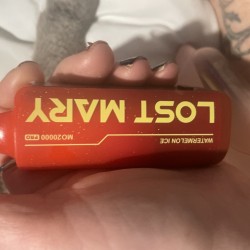 LOST MARY
WATERMELON ICE
MO20000 PRO